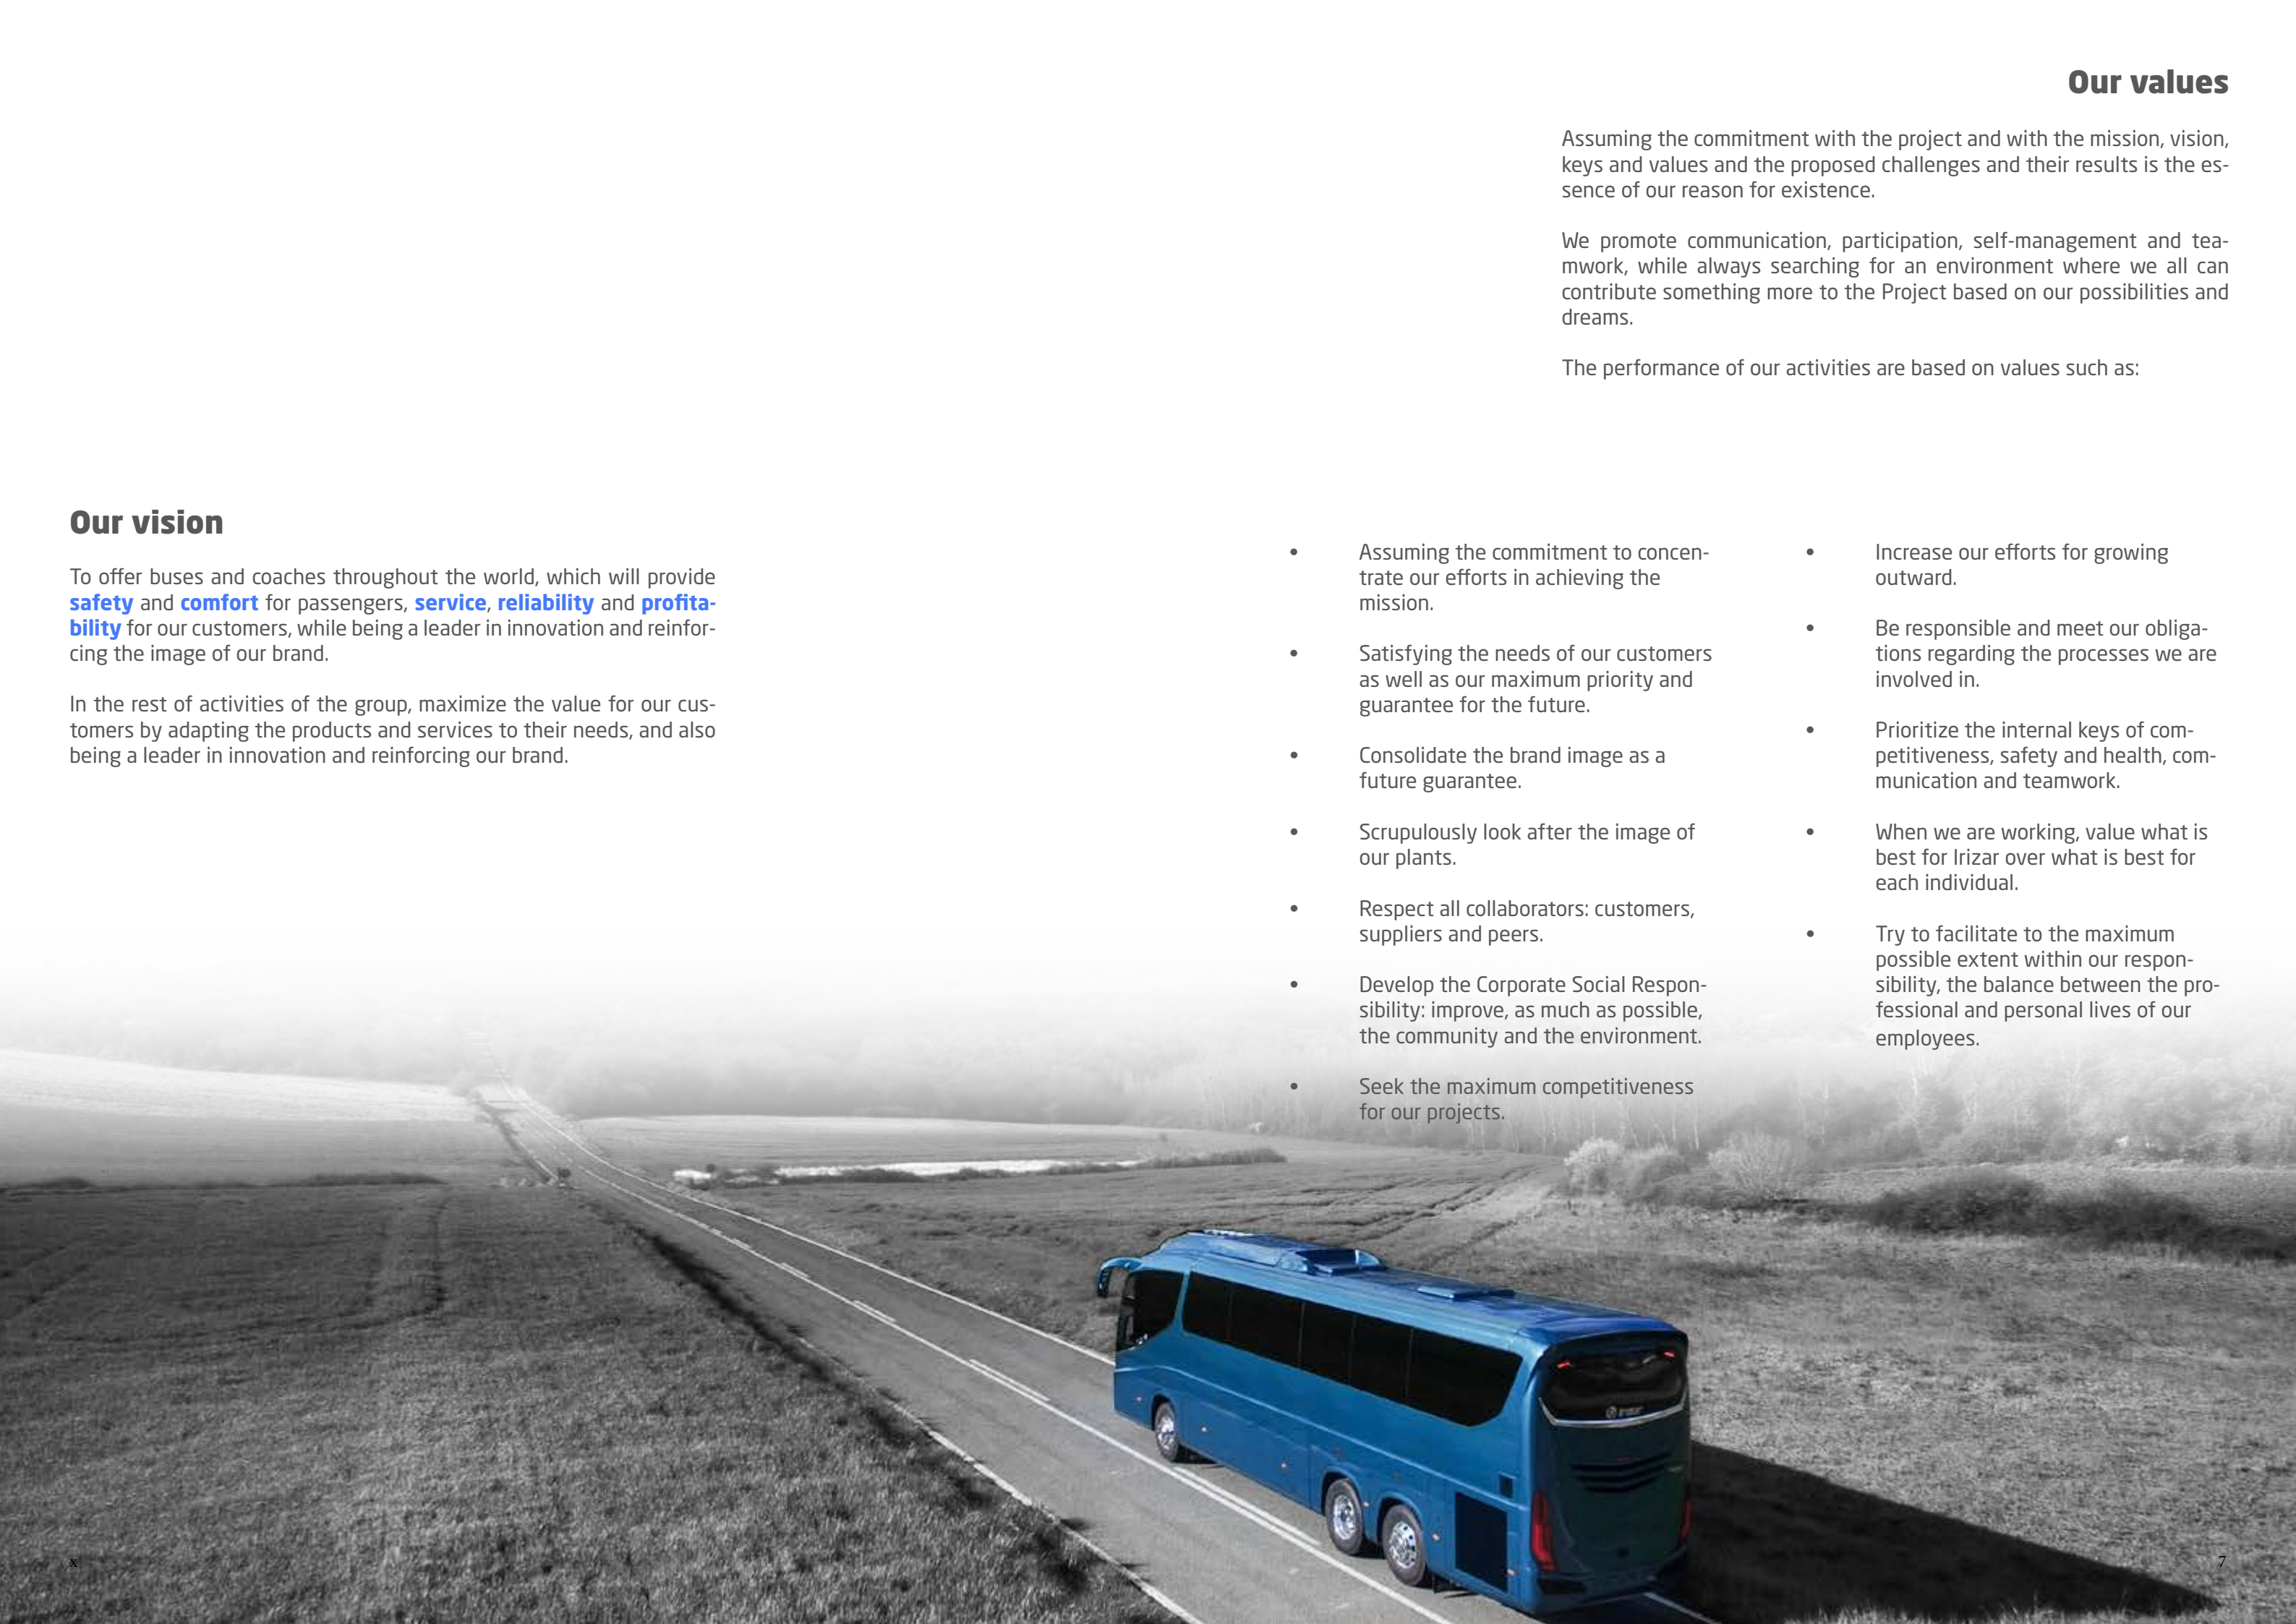 Our vision
To offer buses and coaches throughout the world, which will provide
safety and comfort for passengers, service, reliability and profita-
bility for our customers, while being a leader in innovation and reinfor-
cing the image of our brand.
In the rest of activities of the group, maximize the value for our cus-
tomers by adapting the products and services to their needs, and also
being a leader in innovation and reinforcing our brand.
Our values
Assuming the commitment with the project and with the mission, vision,
keys and values and the proposed challenges and their results is the es-
sence of our reason for existence.
We promote communication, participation, self-management and tea-
mwork, while always searching for an environment where we all can
contribute something more to the Project based on our possibilities and
dreams.
The performance of our activities are based on values such as:
• Assuming the commitment to concen-
trate our efforts in achieving the
mission.
• Satisfying the needs of our customers
as well as our maximum priority and
guarantee for the future.
• Consolidate the brand image as a
future guarantee.
• Scrupulously look after the image of
our plants.
• Respect all collaborators: customers,
suppliers and peers.
• Develop the Corporate Social Respon-
sibility: improve, as much as possible,
the community and the environment.
• Seek the maximum competitiveness
for our projects.
• Increase our efforts for growing
outward.
• Be responsible and meet our obliga-
tions regarding the processes we are
involved in.
• Prioritize the internal keys of com-
petitiveness, safety and health, com-
munication and teamwork.
• When we are working, value what is
best for Irizar over what is best for
each individual.
• Try to facilitate to the maximum
possible extent within our respon-
sibility, the balance between the pro-
fessional and personal lives of our
employees.
irizar
x
7